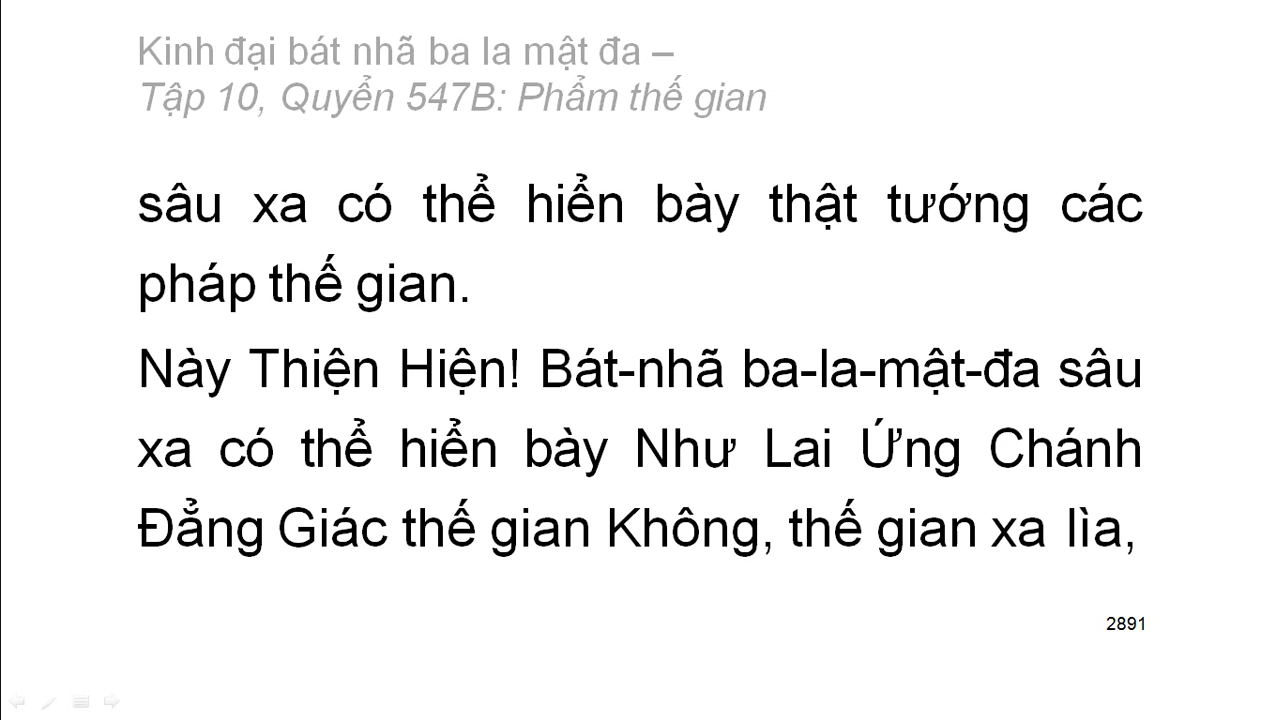 Kinh đại bát nhã ba la mật đa –
Tập 10, Quyển 547B: Phẩm thế gian
sâu xa có thể hiển bày thật tướng các
pháp thế gian.
Này Thiện Hiện! Bát-nhã ba-la-mật-đa sâu
xa có thể hiển bày Như Lai Ứng Chánh
Đẳng Giác thế gian Không, thế gian xa lìa,
2891